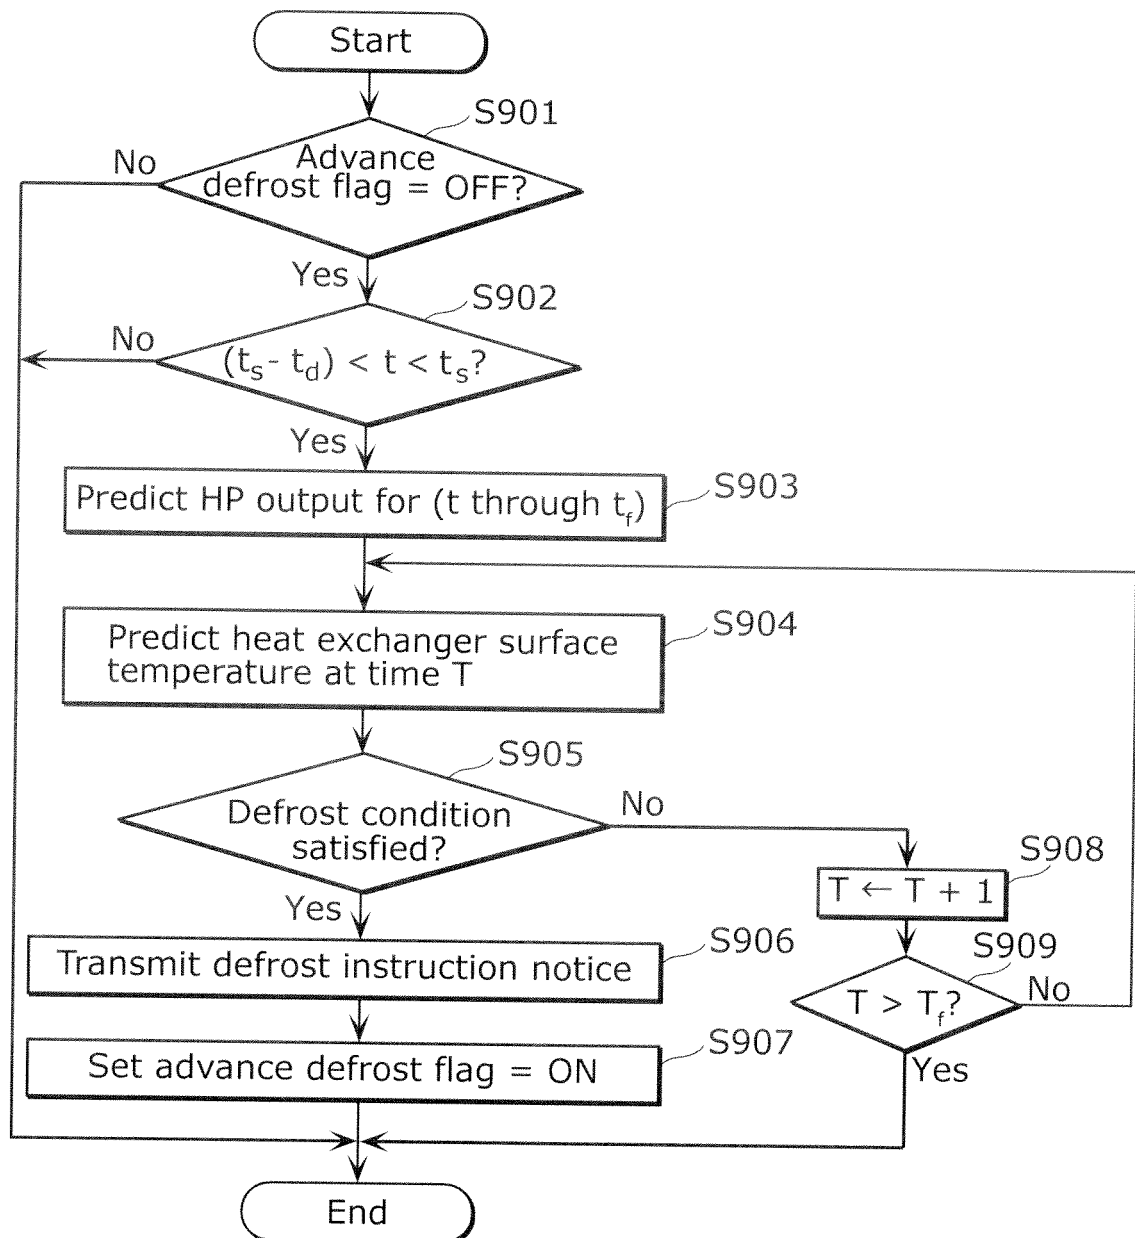 Start
S901
No
Advance
defrost flag = OFF?
Yes
S902
No
(ts - td) < t < ts?
Yes
S903
Predict HP output for (t through tf)
S904
Predict heat exchanger surface
temperature at time T
S905
No
Defrost condition
satisfied?
S908
T ← T + 1
Yes
S906
Transmit defrost instruction notice
S909
T > Tf?
No
S907
Set advance defrost flag = ON
Yes
End